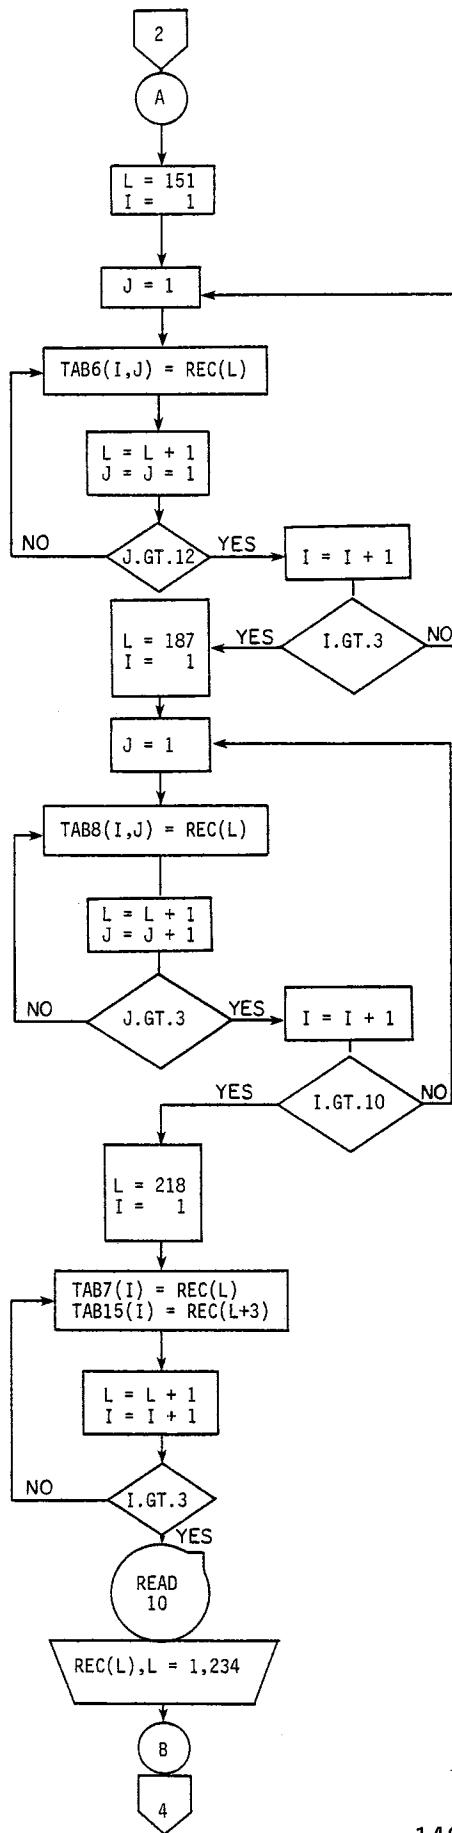 2
A
L = 151
I = 1
J = 1
TAB6(I,J) = REC(L)
L = L + 1
J = J = 1
NO
J.GT.12
YES
I = I + 1
L = 187
I = 1
YES
I.GT.3
NO
J = 1
TAB8(I,J) = REC(L)
L = L + 1
J = J + 1
NO
J.GT.3
YES
I = I + 1
YES
I.GT.10
NO
L = 218
I = 1
TAB7(I) = REC(L)
TAB15(I) = REC(L+3)
L = L + 1
I = I + 1
NO
I.GT.3
YES
READ
10
REC(L),L = 1,234
B
4